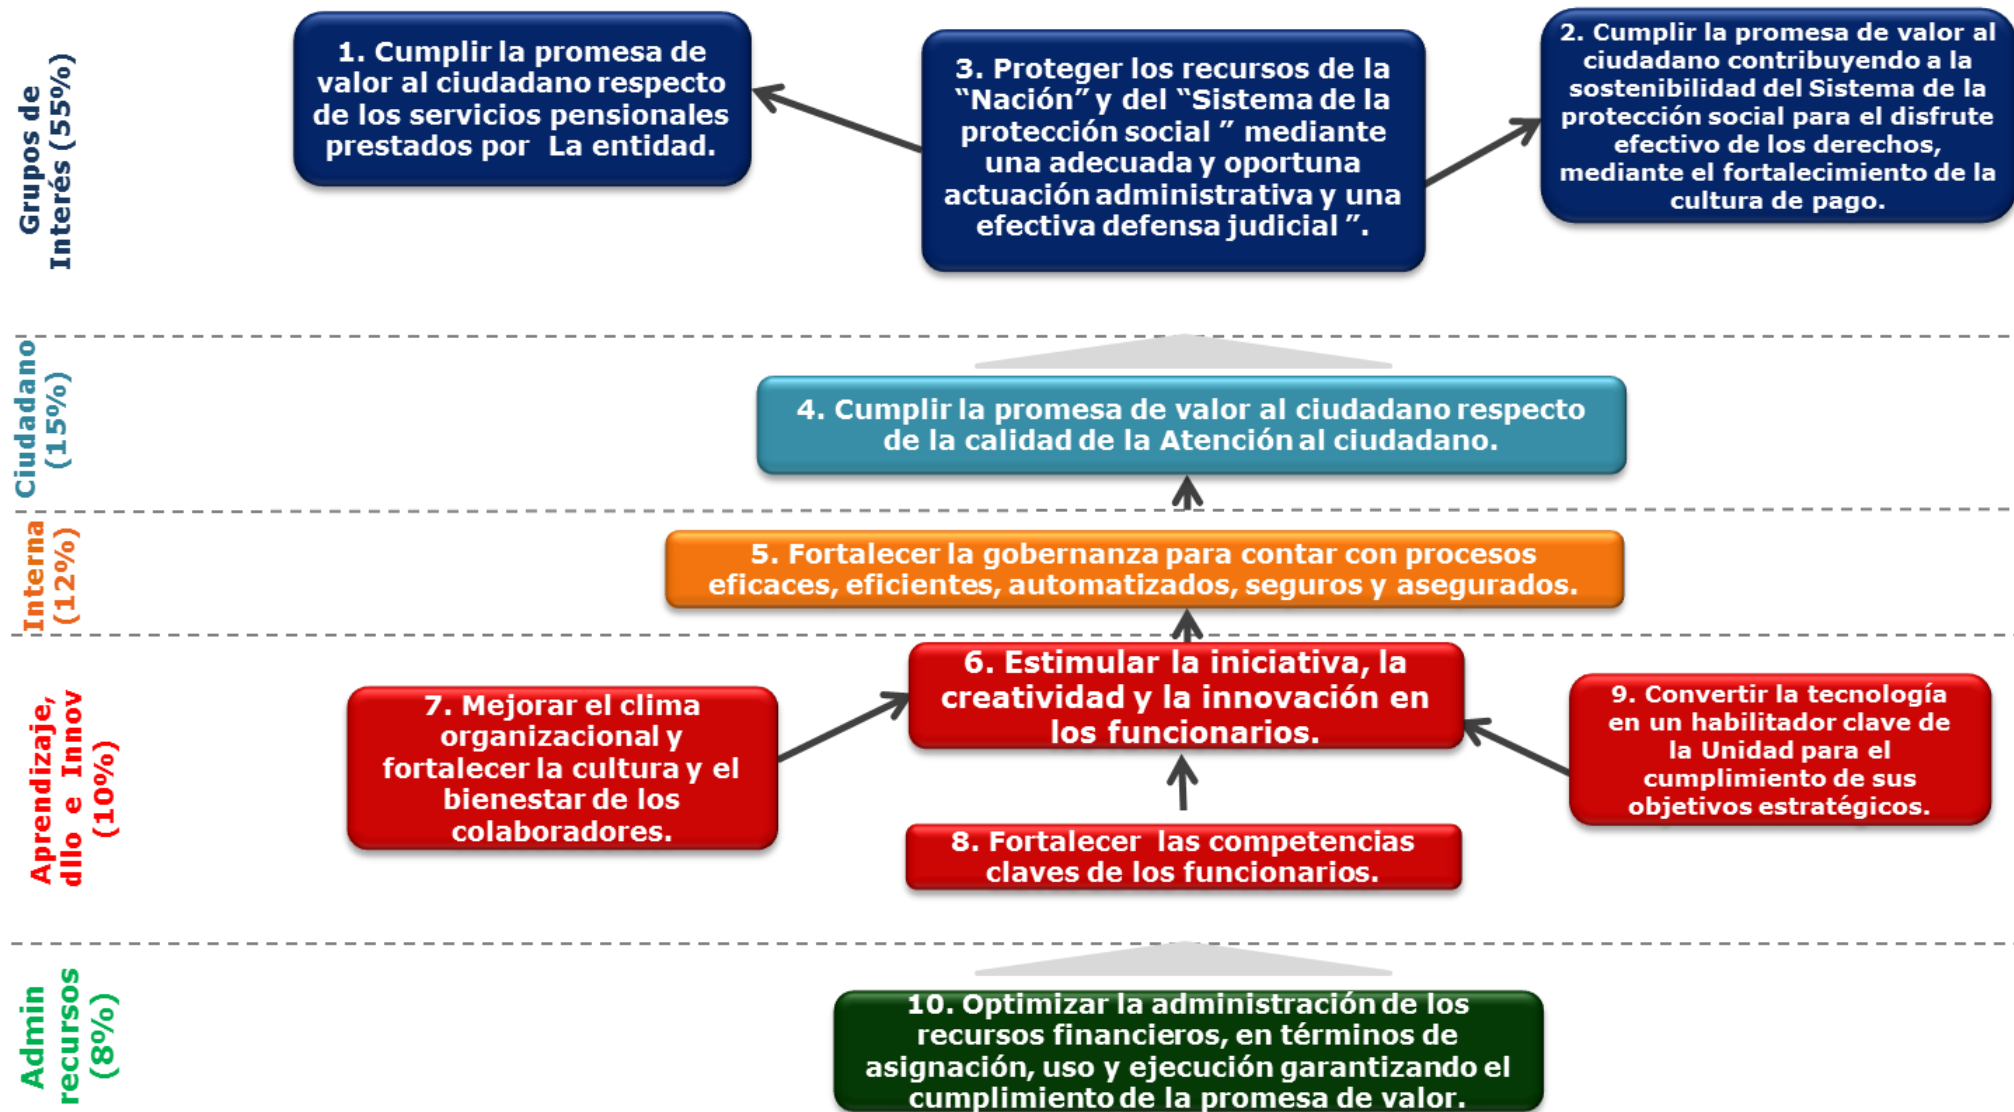 Grupos de
Interés (55%)
1. Cumplir la promesa de
valor al ciudadano respecto
de los servicios pensionales
prestados por La entidad.
3. Proteger los recursos de la
“Nación” y del “Sistema de la
protección social ” mediante
una adecuada y oportuna
actuación administrativa y una
efectiva defensa judicial ”.
2. Cumplir la promesa de valor al
ciudadano contribuyendo a la
sostenibilidad del Sistema de la
protección social para el disfrute
efectivo de los derechos,
mediante el fortalecimiento de la
cultura de pago.
Ciudadano
(15%)
4. Cumplir la promesa de valor al ciudadano respecto
de la calidad de la Atención al ciudadano.
Interna
(12%)
5. Fortalecer la gobernanza para contar con procesos
eficaces, eficientes, automatizados, seguros y asegurados.
Aprendizaje,
dllo e Innov
(10%)
7. Mejorar el clima
organizacional y
fortalecer la cultura y el
bienestar de los
colaboradores.
6. Estimular la iniciativa, la
creatividad y la innovación en
los funcionarios.
8. Fortalecer las competencias
claves de los funcionarios.
9. Convertir la tecnología
en un habilitador clave de
la Unidad para el
cumplimiento de sus
objetivos estratégicos.
Admin
recursos
(8%)
10. Optimizar la administración de los
recursos financieros, en términos de
asignación, uso y ejecución garantizando el
cumplimiento de la promesa de valor.